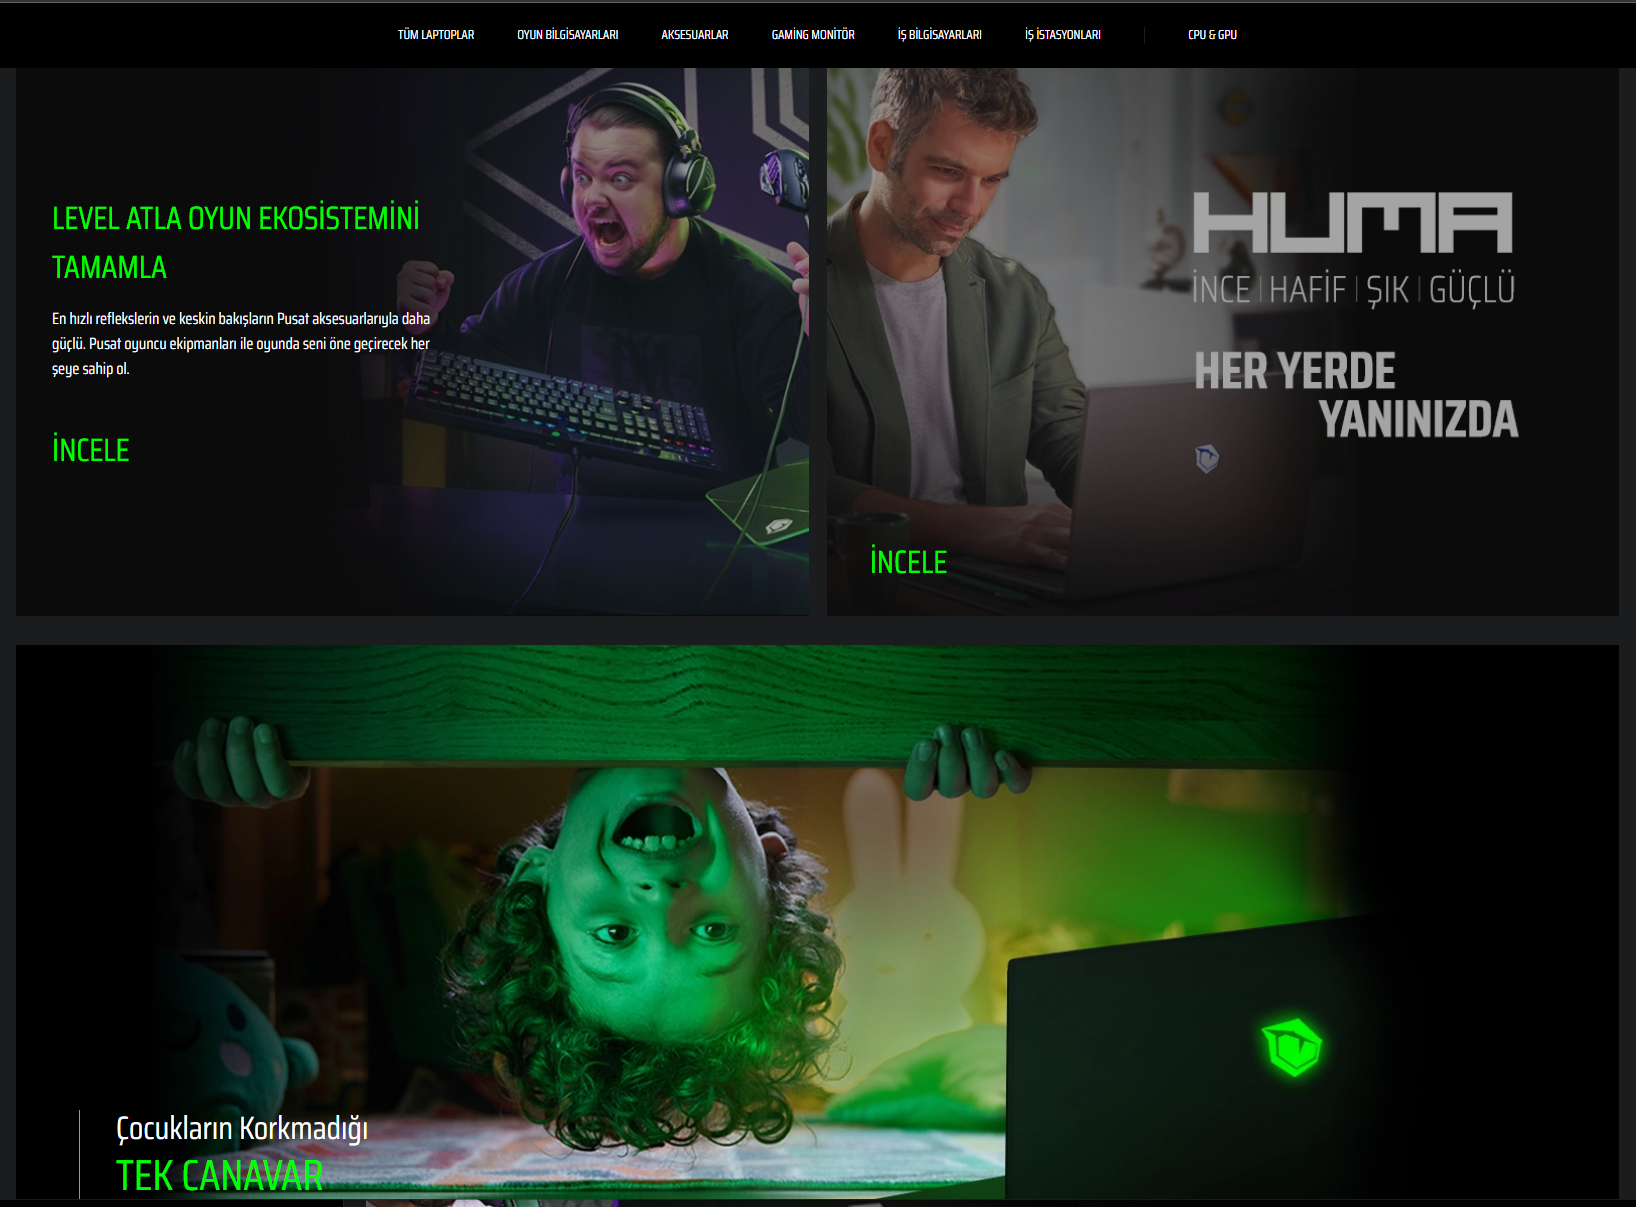 TÜM LAPTOPLAR OYUN BİLGİSAYARLARI AKSESUARLAR GAMİNG MONİTÖR İŞ BİLGİSAYARLARI İŞ İSTASYONLARI CPU & GPU
LEVEL ATLA OYUN EKOSİSTEMİNİ
TAMAMLA
En hızlı reflekslerin ve keskin bakışların Pusat aksesuarlarıyla daha
güçlü. Pusat oyuncu ekipmanları ile oyunda seni öne geçirecek her
şeye sahip ol.
İNCELE
HUMA
İNCE | HAFİF | ŞIK | GÜÇLÜ
HER YERDE
YANINIZDA
İNCELE
Çocukların Korkmadığı
TEK CANAVAR